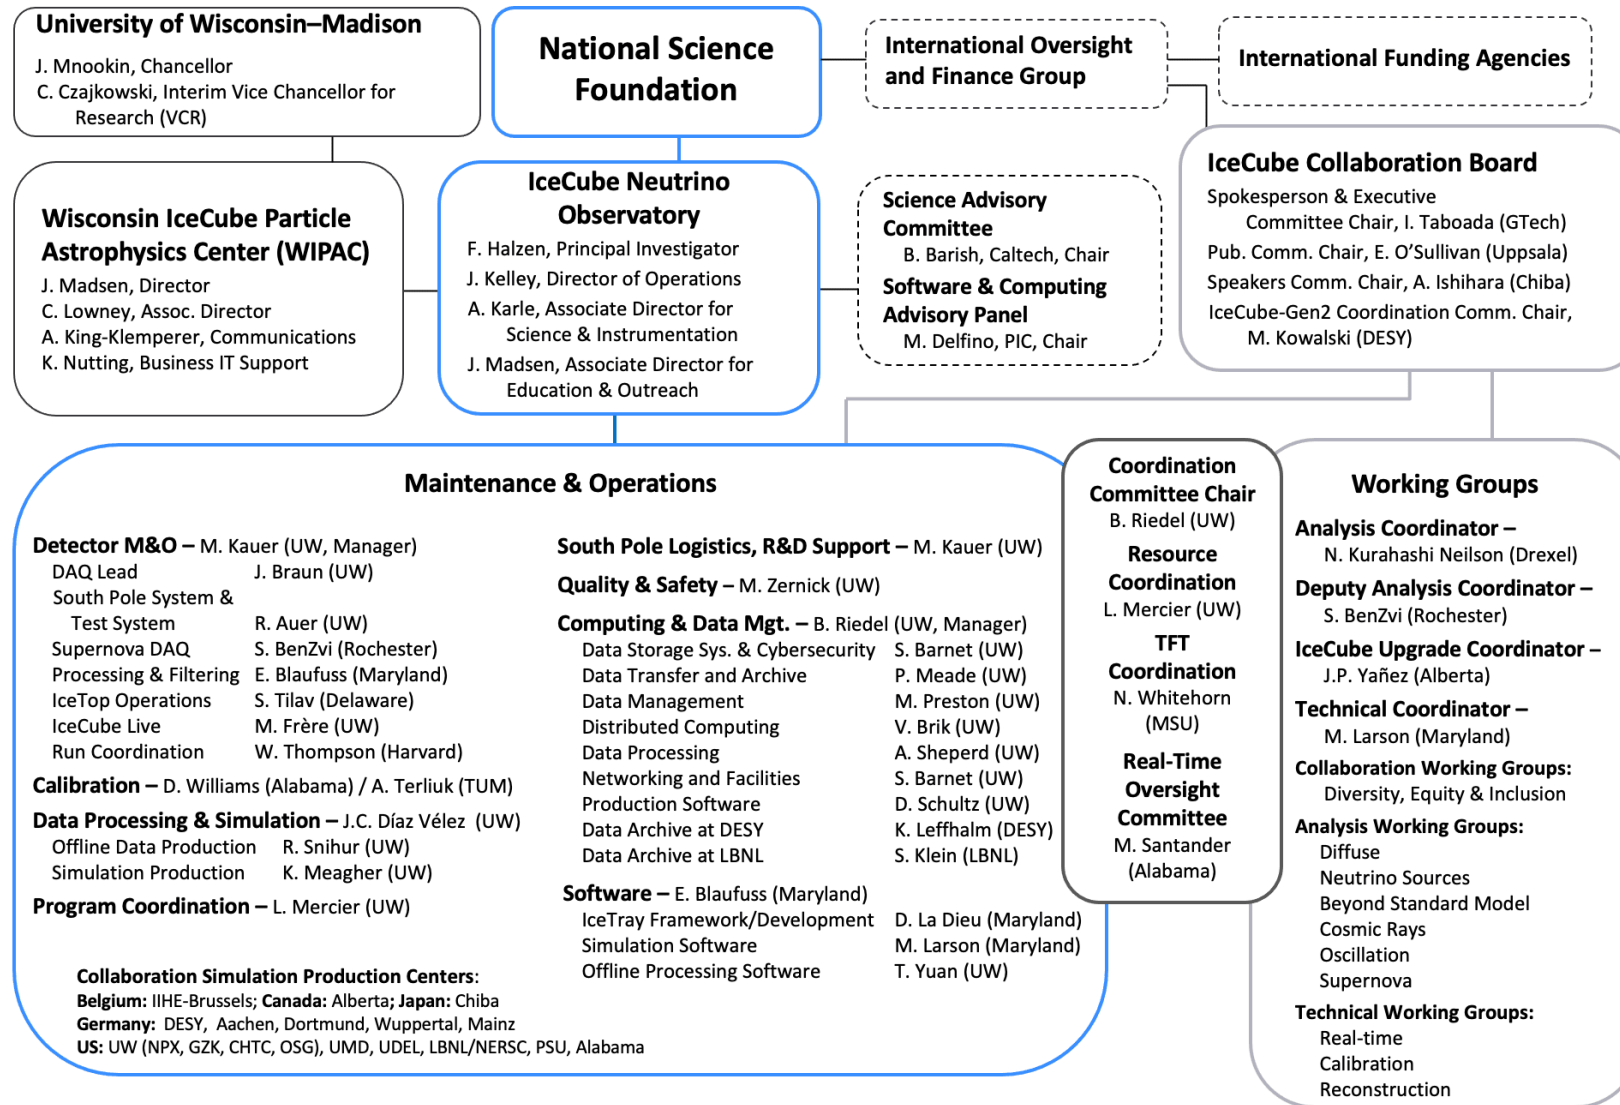 University of Wisconsin–Madison
J. Mnookin, Chancellor
C. Czajkowski, Interim Vice Chancellor for
Research (VCR)
National Science
Foundation
International Oversight
and Finance Group
International Funding Agencies
Wisconsin IceCube Particle
Astrophysics Center (WIPAC)
J. Madsen, Director
C. Lowney, Assoc. Director
A. King-Klemperer, Communications
K. Nutting, Business IT Support
IceCube Neutrino
Observatory
F. Halzen, Principal Investigator
J. Kelley, Director of Operations
A. Karle, Associate Director for
Science & Instrumentation
J. Madsen, Associate Director for
Education & Outreach
Science Advisory
Committee
B. Barish, Caltech, Chair
Software & Computing
Advisory Panel
M. Delfino, PIC, Chair
IceCube Collaboration Board
Spokesperson & Executive
Committee Chair, I. Taboada (GTech)
Pub. Comm. Chair, E. O’Sullivan (Uppsala)
Speakers Comm. Chair, A. Ishihara (Chiba)
IceCube-Gen2 Coordination Comm. Chair,
M. Kowalski (DESY)
Maintenance & Operations
Detector M&O – M. Kauer (UW, Manager)
DAQ Lead J. Braun (UW)
South Pole System &
Test System R. Auer (UW)
Supernova DAQ S. BenZvi (Rochester)
Processing & Filtering E. Blaufuss (Maryland)
IceTop Operations S. Tilav (Delaware)
IceCube Live M. Frère (UW)
Run Coordination W. Thompson (Harvard)
Calibration – D. Williams (Alabama) / A. Terliuk (TUM)
Data Processing & Simulation – J.C. Díaz Vélez (UW)
Offline Data Production R. Snihur (UW)
Simulation Production K. Meagher (UW)
Program Coordination – L. Mercier (UW)
South Pole Logistics, R&D Support – M. Kauer (UW)
Quality & Safety – M. Zernick (UW)
Computing & Data Mgt. – B. Riedel (UW, Manager)
Data Storage Sys. & Cybersecurity S. Barnet (UW)
Data Transfer and Archive P. Meade (UW)
Data Management M. Preston (UW)
Distributed Computing V. Brik (UW)
Data Processing A. Sheperd (UW)
Networking and Facilities S. Barnet (UW)
Production Software D. Schultz (UW)
Data Archive at DESY K. Leffhalm (DESY)
Data Archive at LBNL S. Klein (LBNL)
Software – E. Blaufuss (Maryland)
IceTray Framework/Development D. La Dieu (Maryland)
Simulation Software M. Larson (Maryland)
Offline Processing Software T. Yuan (UW)
Collaboration Simulation Production Centers:
Belgium: IIHE-Brussels; Canada: Alberta; Japan: Chiba
Germany: DESY, Aachen, Dortmund, Wuppertal, Mainz
US: UW (NPX, GZK, CHTC, OSG), UMD, UDEL, LBNL/NERSC, PSU, Alabama
Coordination
Committee Chair
B. Riedel (UW)
Resource
Coordination
L. Mercier (UW)
TFT
Coordination
N. Whitehorn
(MSU)
Real-Time
Oversight
Committee
M. Santander
(Alabama)
Working Groups
Analysis Coordinator –
N. Kurahashi Neilson (Drexel)
Deputy Analysis Coordinator –
S. BenZvi (Rochester)
IceCube Upgrade Coordinator –
J.P. Yañez (Alberta)
Technical Coordinator –
M. Larson (Maryland)
Collaboration Working Groups:
Diversity, Equity & Inclusion
Analysis Working Groups:
Diffuse
Neutrino Sources
Beyond Standard Model
Cosmic Rays
Oscillation
Supernova
Technical Working Groups:
Real-time
Calibration
Reconstruction